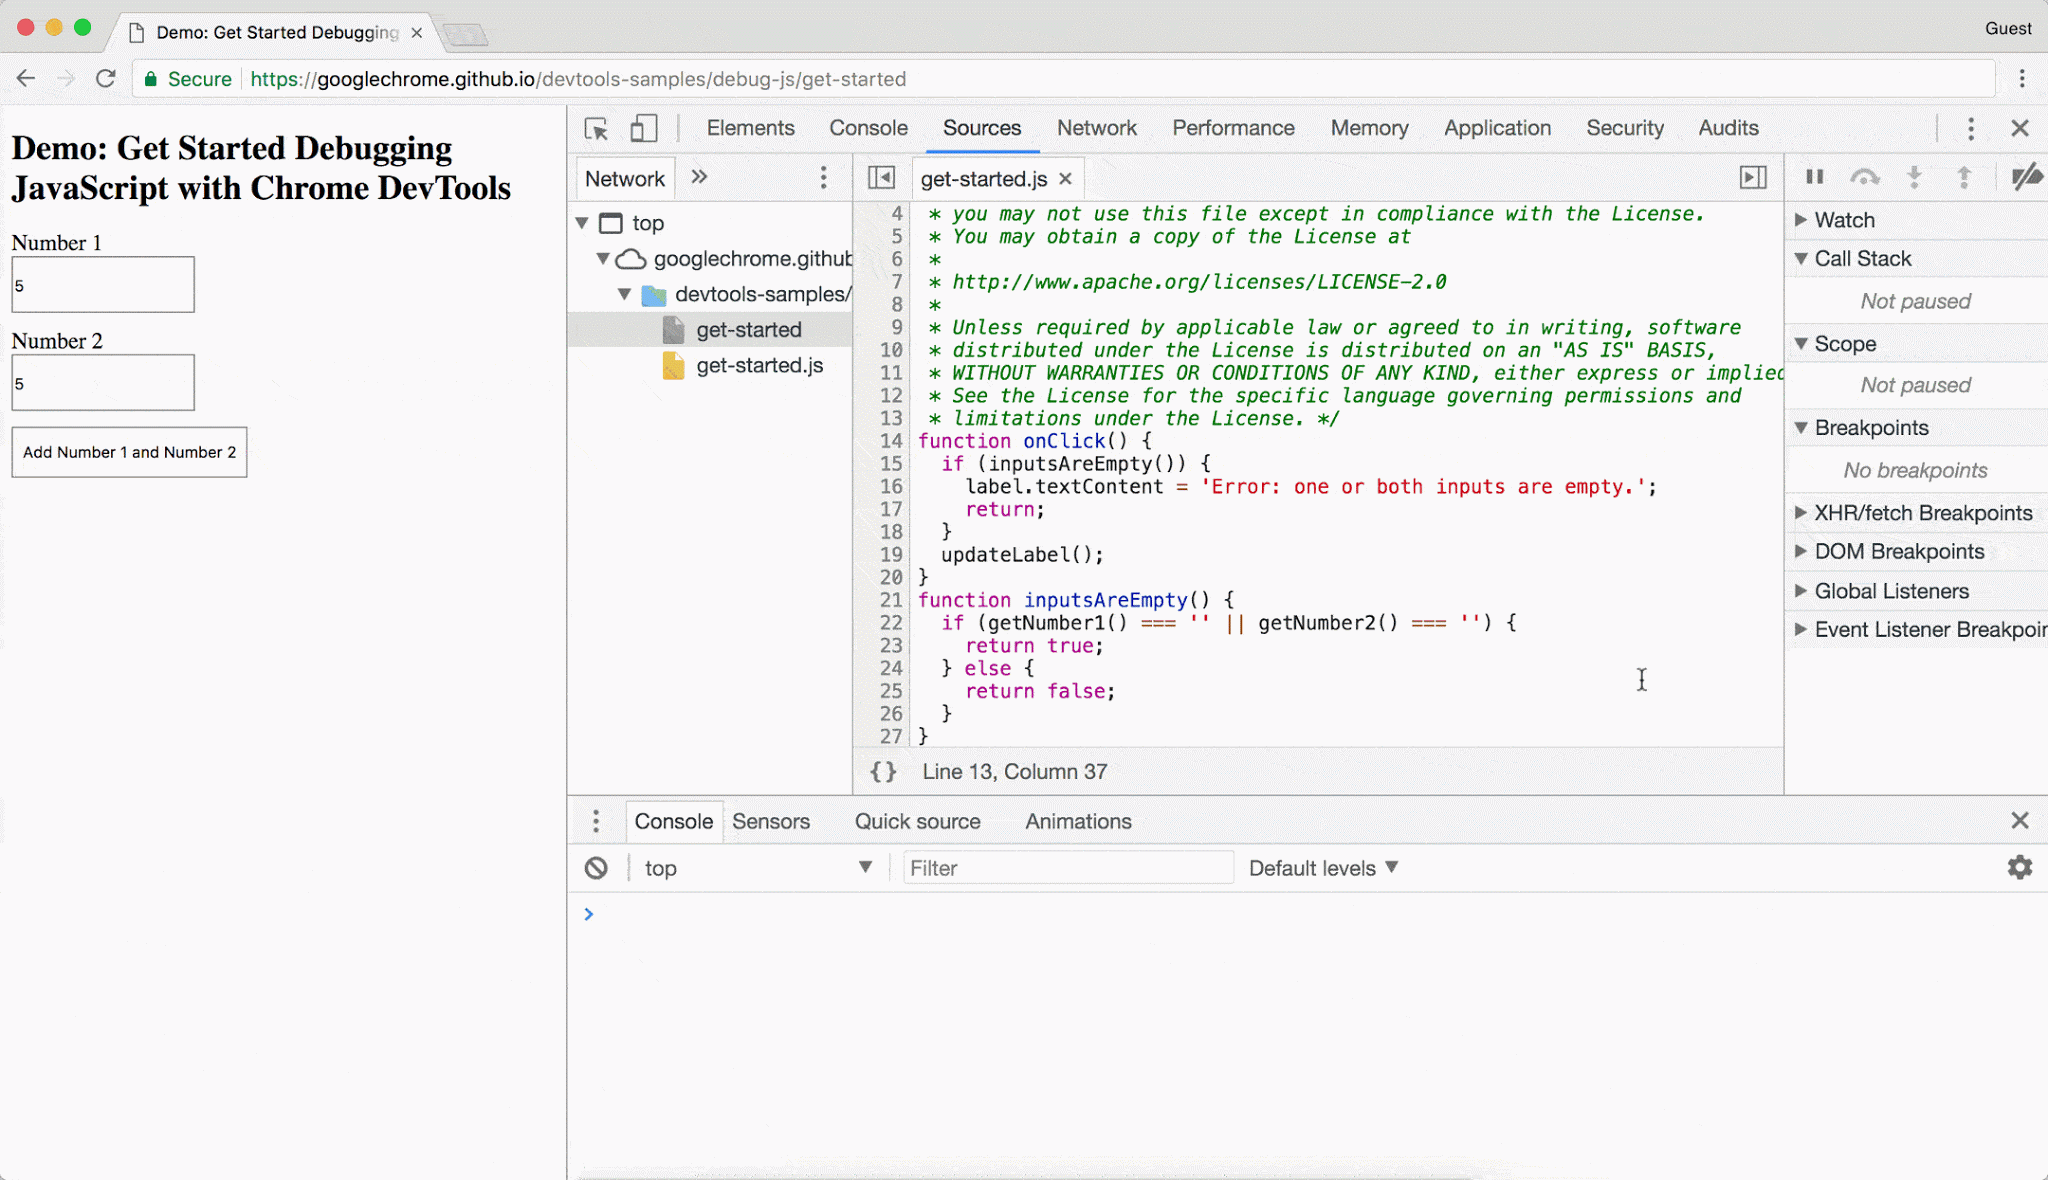 Demo: Get Started Debugging
Guest
Secure https://googlechrome.github.io/devtools-samples/debug-js/get-started
Demo: Get Started Debugging
JavaScript with Chrome DevTools
Number 1
5
Number 2
5
Add Number 1 and Number 2
Elements Console Sources Network Performance Memory Application Security Audits
Network »
top
googlechrome.github
devtools-samples/
get-started
get-started.js
get-started.js
4 * you may not use this file except in compliance with the License.
5 * You may obtain a copy of the License at
6 *
7 * http://www.apache.org/licenses/LICENSE-2.0
8 *
9 * Unless required by applicable law or agreed to in writing, software
10 * distributed under the License is distributed on an "AS IS" BASIS,
11 * WITHOUT WARRANTIES OR CONDITIONS OF ANY KIND, either express or implied
12 * See the License for the specific language governing permissions and
13 * limitations under the License. */
14 function onClick() {
15 if (inputsAreEmpty()) {
16 label.textContent = 'Error: one or both inputs are empty.';
17 return;
18 }
19 updateLabel();
20 }
21 function inputsAreEmpty() {
22 if (getNumber1() === '' || getNumber2() === '') {
23 return true;
24 } else {
25 return false;
26 }
27 }
{} Line 13, Column 37
Watch
Call Stack
Not paused
Scope
Not paused
Breakpoints
No breakpoints
XHR/fetch Breakpoints
DOM Breakpoints
Global Listeners
Event Listener Breakpoin
Console Sensors Quick source Animations
top Filter Default levels